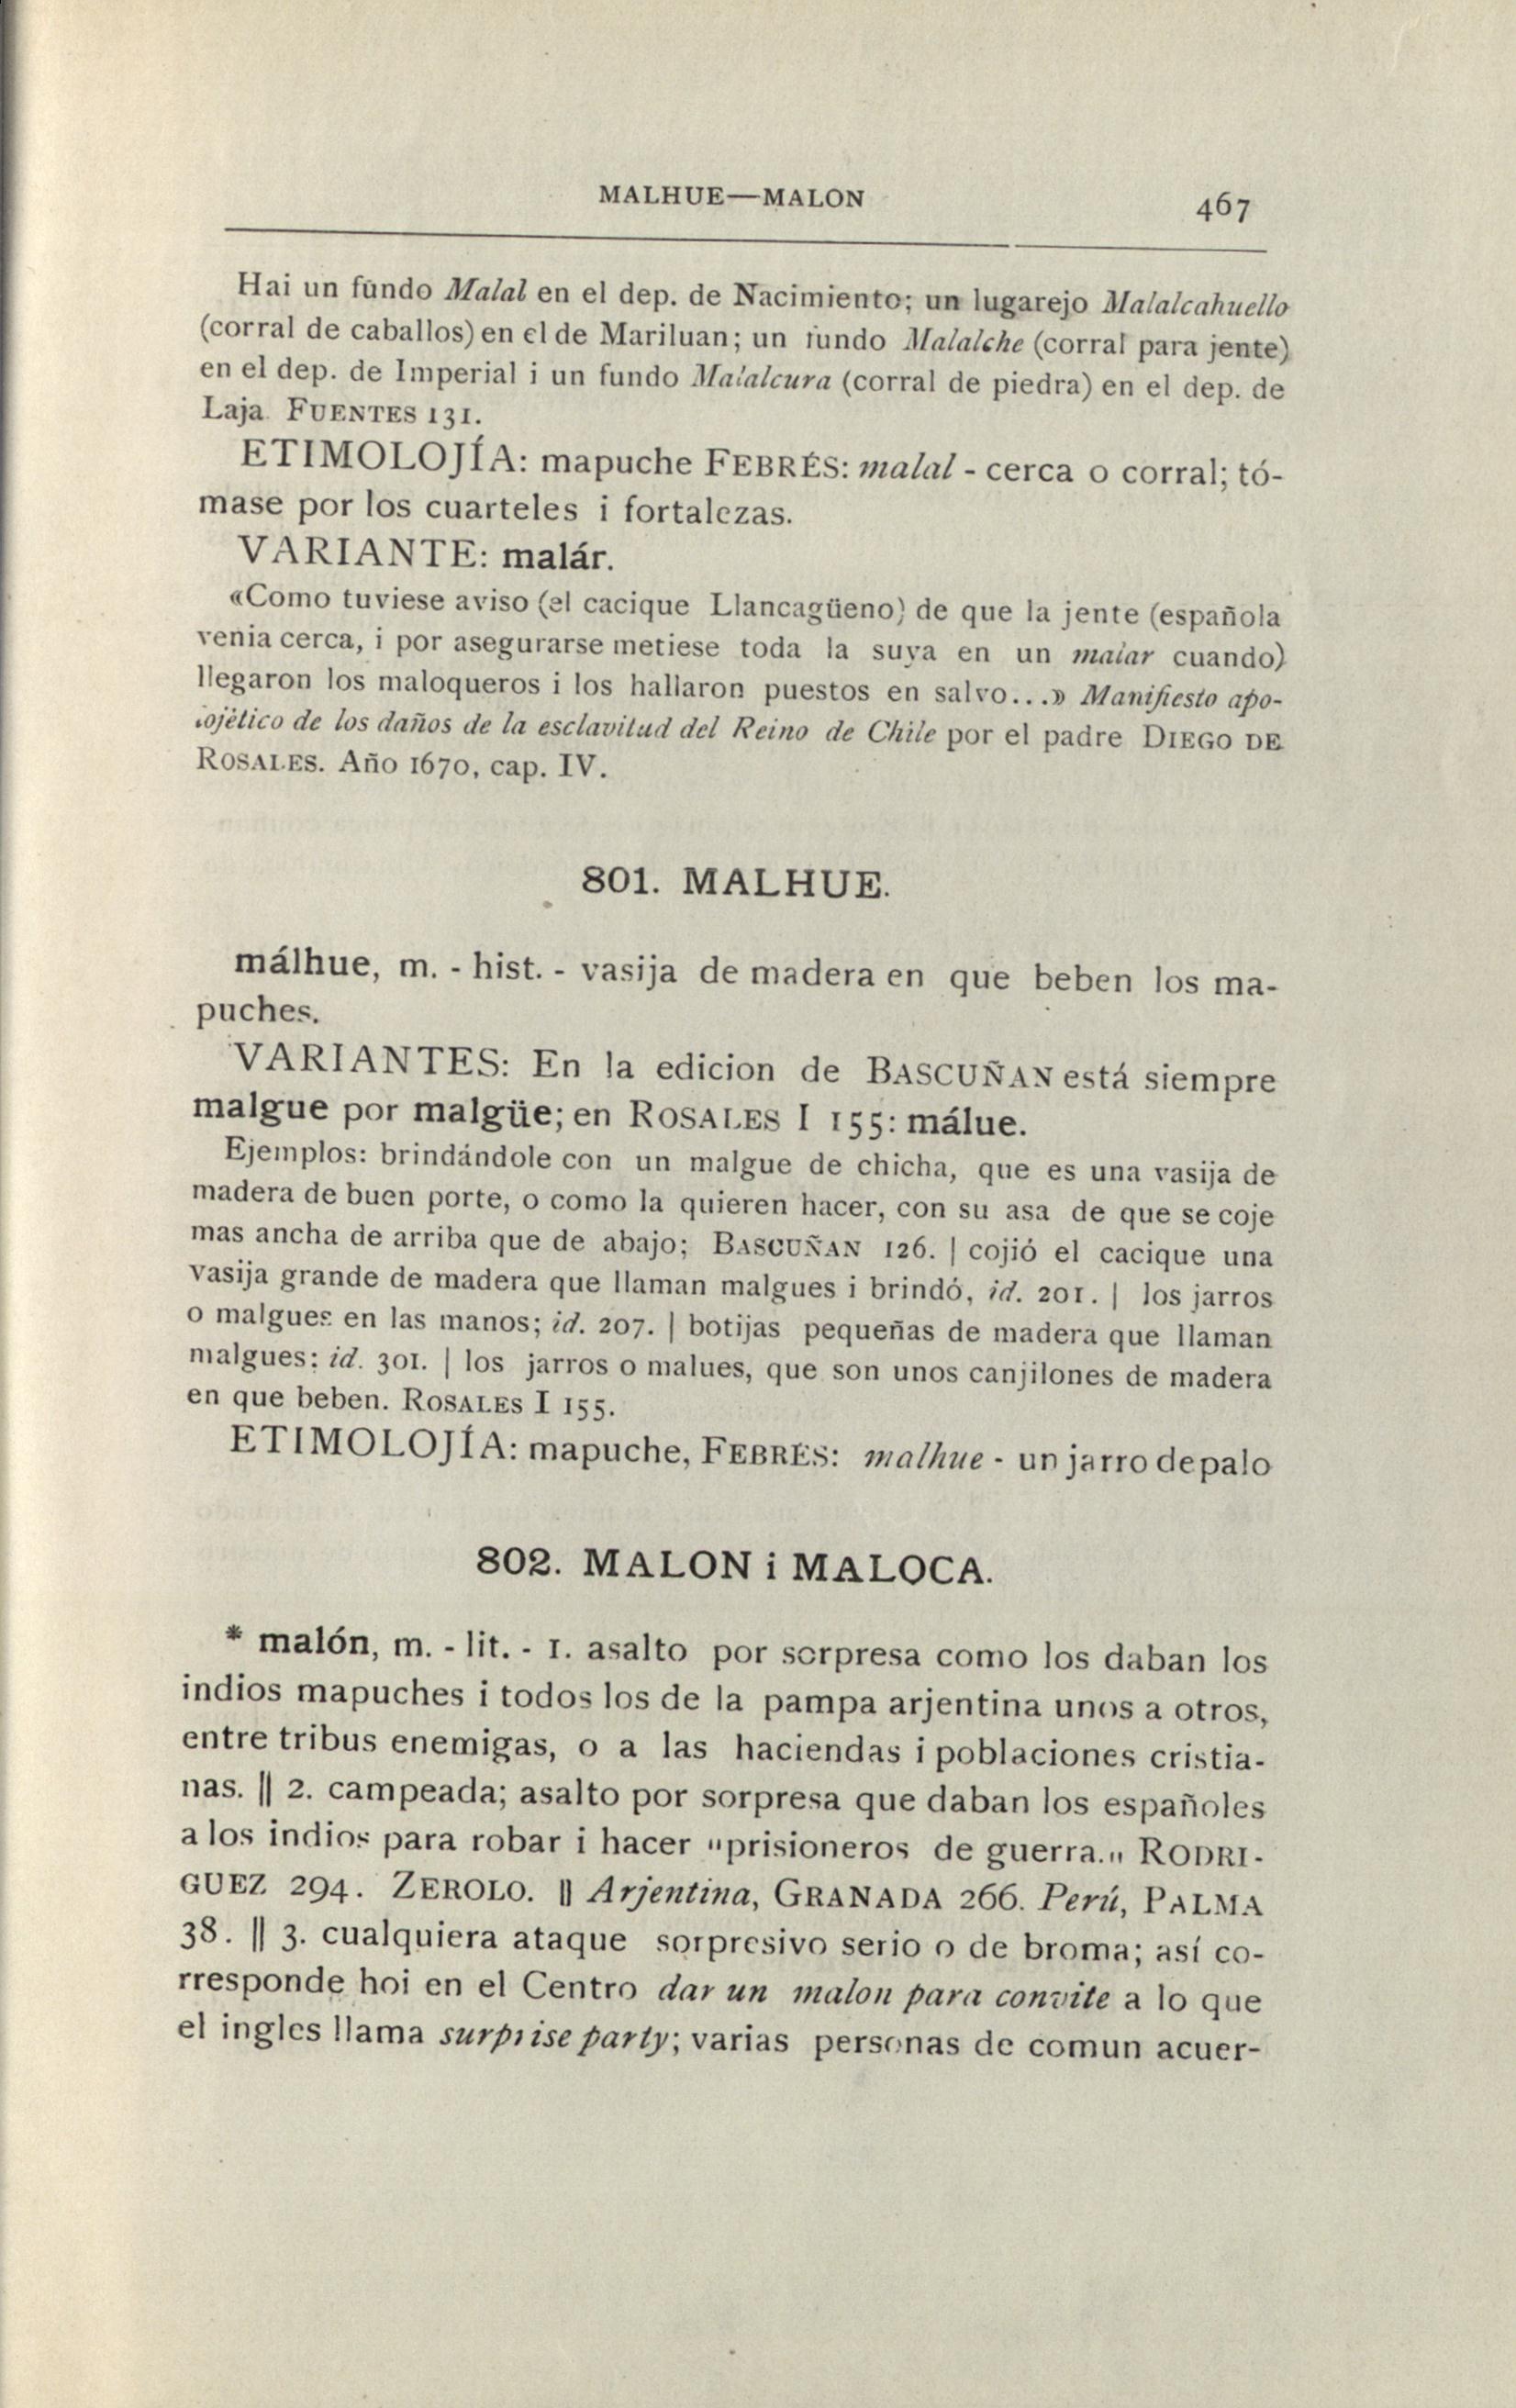 MALHUE—MALON
467
Hai un fundo Malal en el dep. de Nacimiento; un lugarejo Malalcahuello
(corral de caballos) en el de Mariluan; un fundo Malalche (corral para jente)
en el dep. de Imperial i un fundo Malalcura (corral de piedra) en el dep. de
Laja. FUENTES 131.
ETIMOLOJÍA: mapuche FEBRÉS: malal - cerca o corral; tó-
mase por los cuarteles i fortalezas.
VARIANTE: malár.
«Como tuviese aviso (el cacique Llancagüeno) de que la jente (española
venia cerca, i por asegurarse metiese toda la suya en un malar cuando)
llegaron los maloqueros i los hallaron puestos en salvo...» Manifiesto apo-
lojético de los daños de la esclavitud del Reino de Chile por el padre DIEGO DE
ROSALES. Año 1670, cap. IV.
801. MALHUE.
málhue, m. - hist. - vasija de madera en que beben los ma-
puches.
VARIANTES: En la edicion de BASCUÑAN está siempre
malgue por malgüe; en ROSALES I 155: málue.
Ejemplos: brindándole con un malgue de chicha, que es una vasija de
madera de buen porte, o como la quieren hacer, con su asa de que se coje
mas ancha de arriba que de abajo; BASCUÑAN 126. | cojió el cacique una
vasija grande de madera que llaman malgues i brindó, id. 201. | los jarros
o malgues en las manos; id. 207. | botijas pequeñas de madera que llaman
malgues; id. 301. | los jarros o malues, que son unos canjilones de madera
en que beben. ROSALES I 155.
ETIMOLOJÍA: mapuche, FEBRÉS: malhue - un jarro de palo
802. MALON i MALOCA.
* malón, m. - lit. - 1. asalto por sorpresa como los daban los
indios mapuches i todos los de la pampa arjentina unos a otros,
entre tribus enemigas, o a las haciendas i poblaciones cristia-
nas. || 2. campeada; asalto por sorpresa que daban los españoles
a los indios para robar i hacer "prisioneros de guerra." RODRI-
GUEZ 294. ZEROLO. || Arjentina, GRANADA 266. Perú, PALMA
38. || 3. cualquiera ataque sorpresivo serio o de broma; así co-
rresponde hoi en el Centro dar un malon para convite a lo que
el ingles llama surprise party; varias personas de comun acuer-